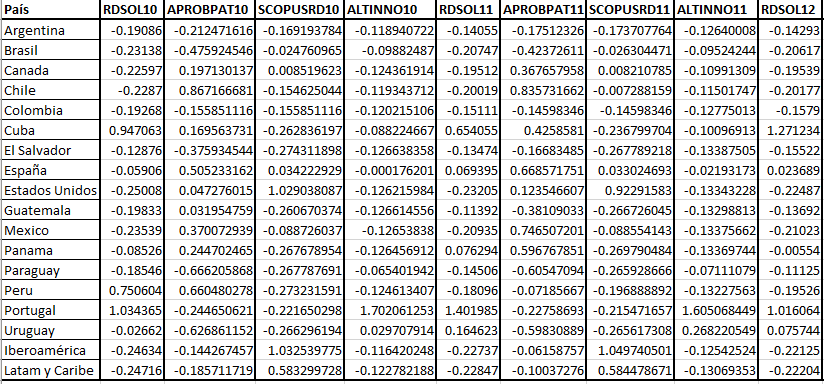 País RDSOL10 APROBPAT10 SCOPUSRD10 ALTINNO10 RDSOL11 APROBPAT11 SCOPUSRD11 ALTINNO11 RDSOL12
Argentina -0.19086 -0.212471616 -0.169193784 -0.118940722 -0.14055 -0.17512326 -0.173707764 -0.12640008 -0.14293
Brasil -0.23138 -0.475924546 -0.024760965 -0.09882487 -0.20747 -0.42372611 -0.026304471 -0.09524244 -0.20617
Canada -0.22597 0.197130137 0.008519623 -0.124361914 -0.19512 0.367657958 0.008210785 -0.10991309 -0.19539
Chile -0.2287 0.867166681 -0.154625044 -0.119343712 -0.20019 0.835731662 -0.007288159 -0.11501747 -0.20177
Colombia -0.19268 -0.155851116 -0.155851116 -0.120215106 -0.15111 -0.14598346 -0.14598346 -0.12775013 -0.1579
Cuba 0.947063 0.169563731 -0.262836197 -0.088224667 0.654055 0.4258581 -0.236799704 -0.10096913 1.271234
El Salvador -0.12876 -0.375934544 -0.274311898 -0.126638358 -0.13474 -0.16683485 -0.267789218 -0.13387505 -0.15522
España -0.05906 0.505233162 0.034222929 -0.000176201 0.069395 0.668571751 0.033024693 -0.02193173 0.023689
Estados Unidos -0.25008 0.047276015 1.029038087 -0.126215984 -0.23205 0.123546607 0.92291583 -0.13343228 -0.22487
Guatemala -0.19833 0.031954759 -0.260670374 -0.126614556 -0.11392 -0.38109033 -0.266726045 -0.13298813 -0.13692
Mexico -0.23539 0.370072939 -0.088726037 -0.12653838 -0.20935 0.746507201 -0.088554143 -0.13375662 -0.21023
Panama -0.08526 0.244702465 -0.267678954 -0.126456912 0.076294 0.596767851 -0.269790484 -0.13369744 -0.00554
Paraguay -0.18546 -0.666205868 -0.267787691 -0.065401942 -0.14506 -0.60547094 -0.265928666 -0.07111079 -0.11125
Peru 0.750604 0.660480278 -0.273231591 -0.124613407 -0.18096 -0.07185667 -0.196888892 -0.13227563 -0.19526
Portugal 1.034365 -0.244650621 -0.221650298 1.702061253 1.401985 -0.22758693 -0.215471657 1.605068449 1.016064
Uruguay -0.02662 -0.626861152 -0.266296194 0.029707914 0.164623 -0.59830889 -0.265617308 0.268220549 0.075744
Iberoamérica -0.24634 -0.144267457 1.032539775 -0.116420248 -0.22737 -0.06158757 1.049740501 -0.12542524 -0.22125
Latam y Caribe -0.24716 -0.185711719 0.583299728 -0.122782188 -0.22847 -0.10037276 0.584478671 -0.13069353 -0.22204